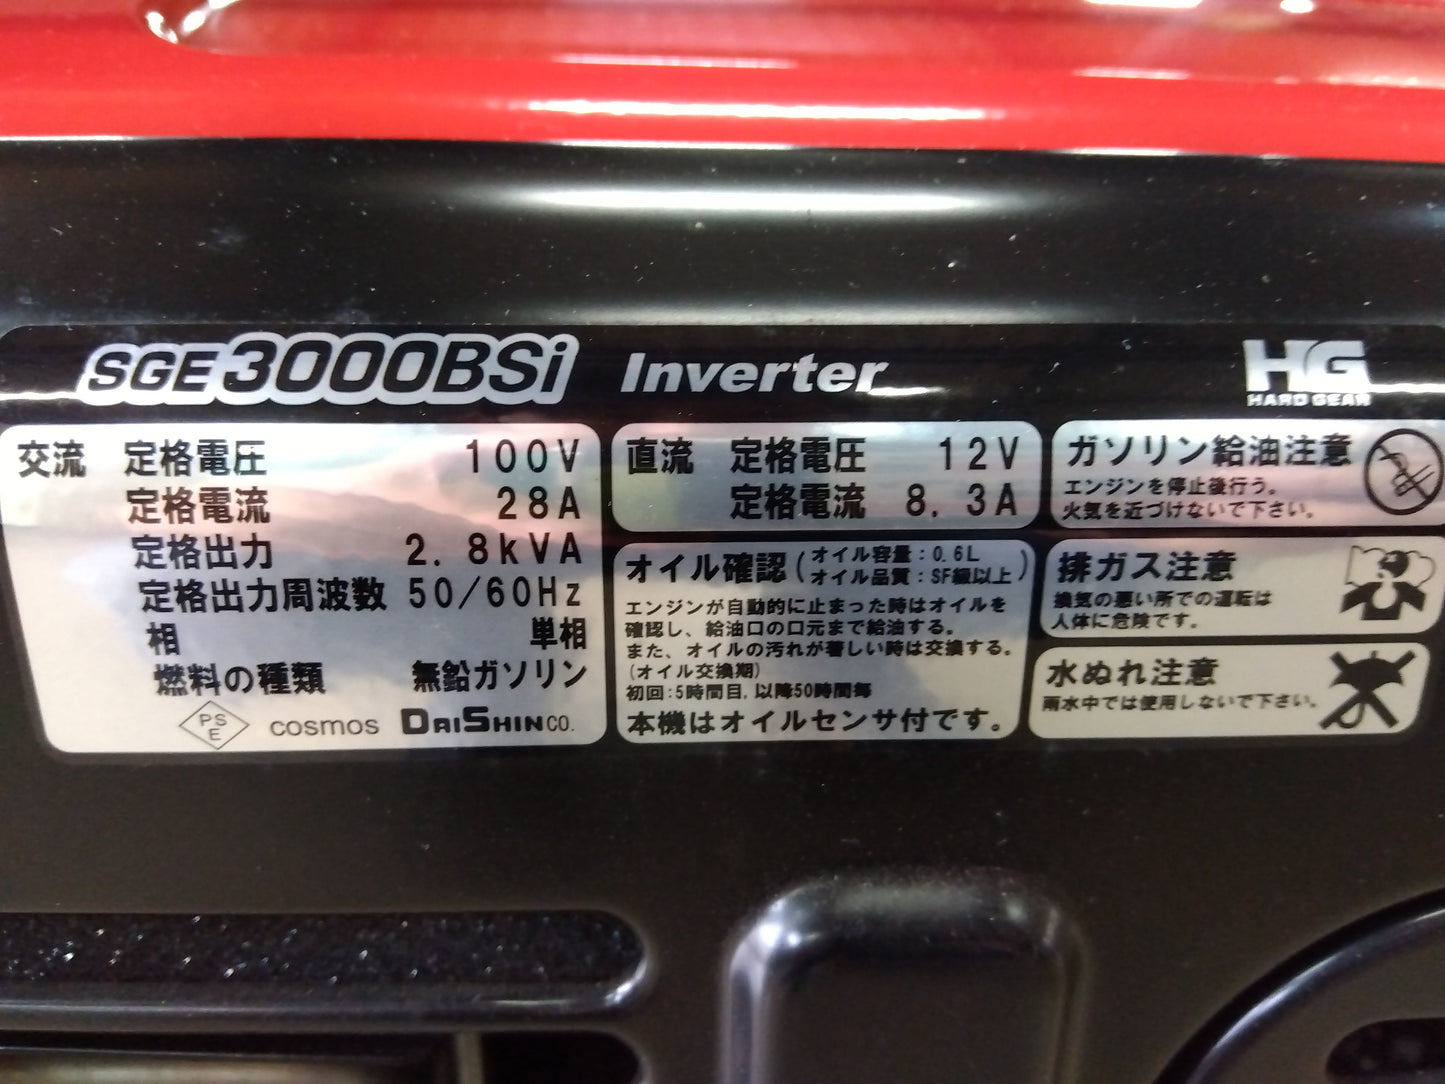 SGE3000BSi Inverter
HG
HARD GEAR
交流 定格電圧 100V
定格電流 28A
定格出力 2.8kVA
定格出力周波数 50/60Hz
相 単相
燃料の種類 無鉛ガソリン
PS
E
cosmos DAISHIN CO.
直流 定格電圧 12V
定格電流 8.3A
オイル確認(オイル容量:0.6L
オイル品質:SF級以上)
エンジンが自動的に止まった時はオイルを
確認し、給油口の口元まで給油する。
また、オイルの汚れが著しい時は交換する。
(オイル交換期)
初回:5時間目,以降50時間毎
本機はオイルセンサ付です。
ガソリン給油注意
エンジンを停止後行う。
火気を近づけないで下さい。
排ガス注意
換気の悪い所での運転は
人体に危険です。
水ぬれ注意
雨水中では使用しないで下さい。